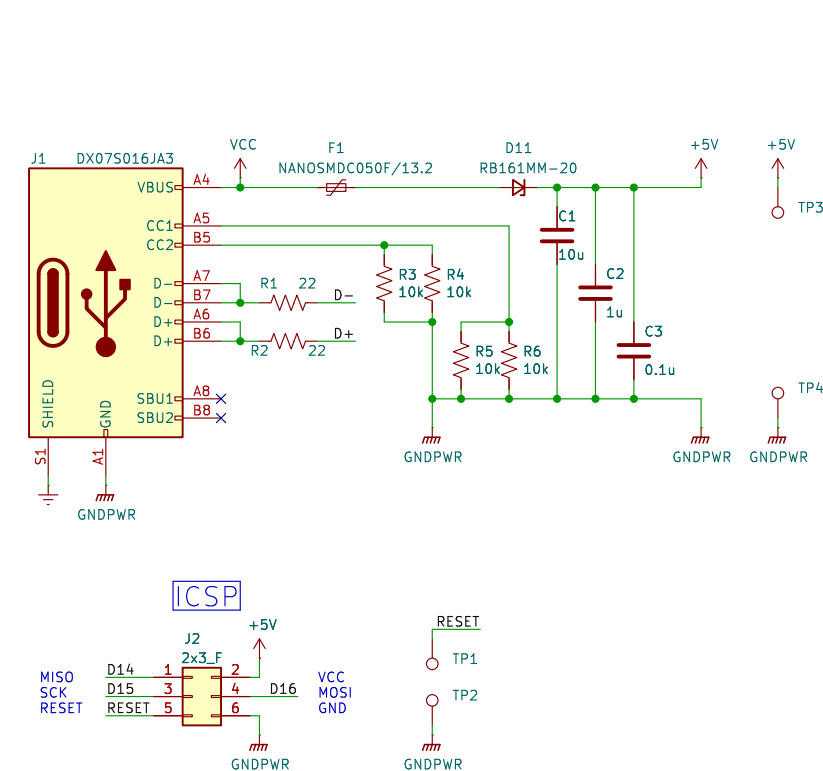 VCC
F1
D11
+5V
+5V
J1 DX07S016JA3
NANOSMDC050F/13.2
RB161MM-20
VBUS A4
TP3
CC1 A5
C1
CC2 B5
10u
D- A7
R1 22
R3
10k
R4
10k
C2
D- B7
D-
1u
D+ A6
D+ B6
D+
R2 22
C3
0.1u
R5
10k
R6
10k
SBU1 A8
SBU2 B8
TP4
SHIELD
GND
S1
A1
GNDPWR
GNDPWR
GNDPWR
GNDPWR
ICSP
+5V
RESET
J2
2x3_F
TP1
MISO D14 1 2 VCC
SCK D15 3 4 D16 MOSI
RESET RESET 5 6 GND
TP2
GNDPWR
GNDPWR